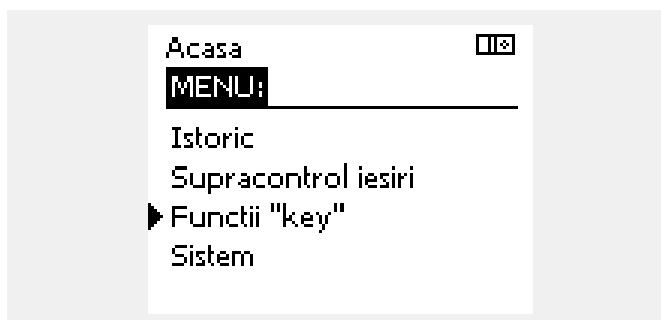 Acasa
MENU:
Istoric
Supracontrol iesiri
Functii "key"
Sistem